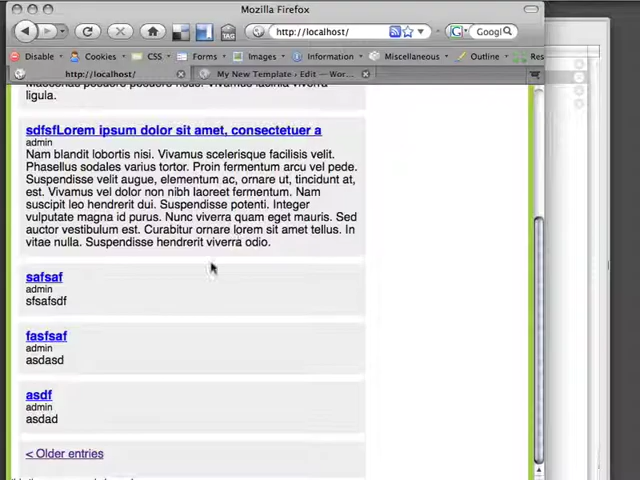 Mozilla Firefox
http://localhost/
Googl
Disable Cookies CSS Forms Images Information Miscellaneous Outline Res
http://localhost/ My New Template › Edit — Wor...
ligula.
sdfsfLorem ipsum dolor sit amet, consectetuer a
admin
Nam blandit lobortis nisi. Vivamus scelerisque facilisis velit.
Phasellus sodales varius tortor. Proin fermentum arcu vel pede.
Suspendisse velit augue, elementum ac, ornare ut, tincidunt at,
est. Vivamus vel dolor non nibh laoreet fermentum. Nam
suscipit leo hendrerit dui. Suspendisse potenti. Integer
vulputate magna id purus. Nunc viverra quam eget mauris. Sed
auctor vestibulum est. Curabitur ornare lorem sit amet tellus. In
vitae nulla. Suspendisse hendrerit viverra odio.
safsaf
admin
sfsafsdf
fasfsaf
admin
asdasd
asdf
admin
asdad
< Older entries